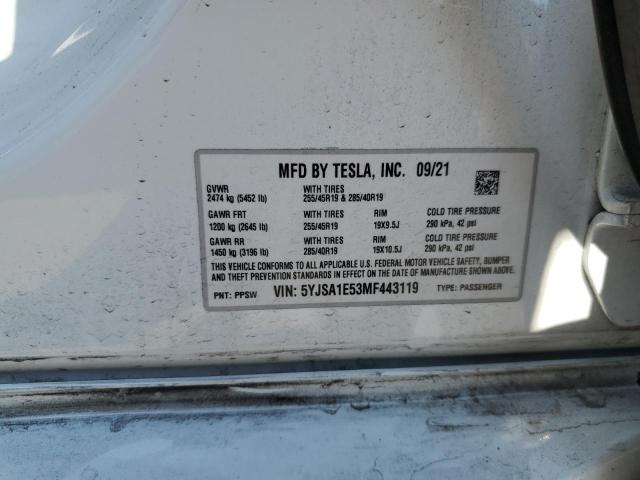 MFD BY TESLA, INC. 09/21
GVWR WITH TIRES
2474 kg (5452 lb) 255/45R19 & 285/40R19
GAWR FRT WITH TIRES RIM COLD TIRE PRESSURE
1200 kg (2645 lb) 255/45R19 19X9.5J 290 kPa, 42 psi
GAWR RR WITH TIRES RIM COLD TIRE PRESSURE
1450 kg (3196 lb) 285/40R19 19X10.5J 290 kPa, 42 psi
THIS VEHICLE CONFORMS TO ALL APPLICABLE U.S. FEDERAL MOTOR VEHICLE SAFETY, BUMPER
AND THEFT PREVENTION STANDARDS IN EFFECT ON THE DATE OF MANUFACTURE SHOWN ABOVE.
PNT: PPSW VIN: 5YJSA1E53MF443119 TYPE: PASSENGER